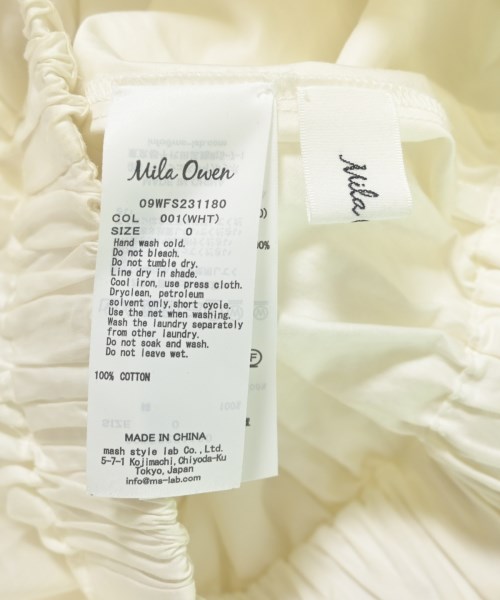 Mila Owen
09WFS231180
COL 001(WHT)
SIZE 0
Hand wash cold.
Do not bleach.
Do not tumble dry.
Line dry in shade.
Cool iron, use press cloth.
Dryclean, petroleum
solvent only,short cycle.
Use the net when washing.
Wash the laundry separately
from other laundry.
Do not soak and wash.
Do not leave wet.
100% COTTON
MADE IN CHINA
mash style lab Co.,Ltd.
5-7-1 Kojimachi,Chiyoda-Ku
Tokyo,Japan
info@ms-lab.com
Mila